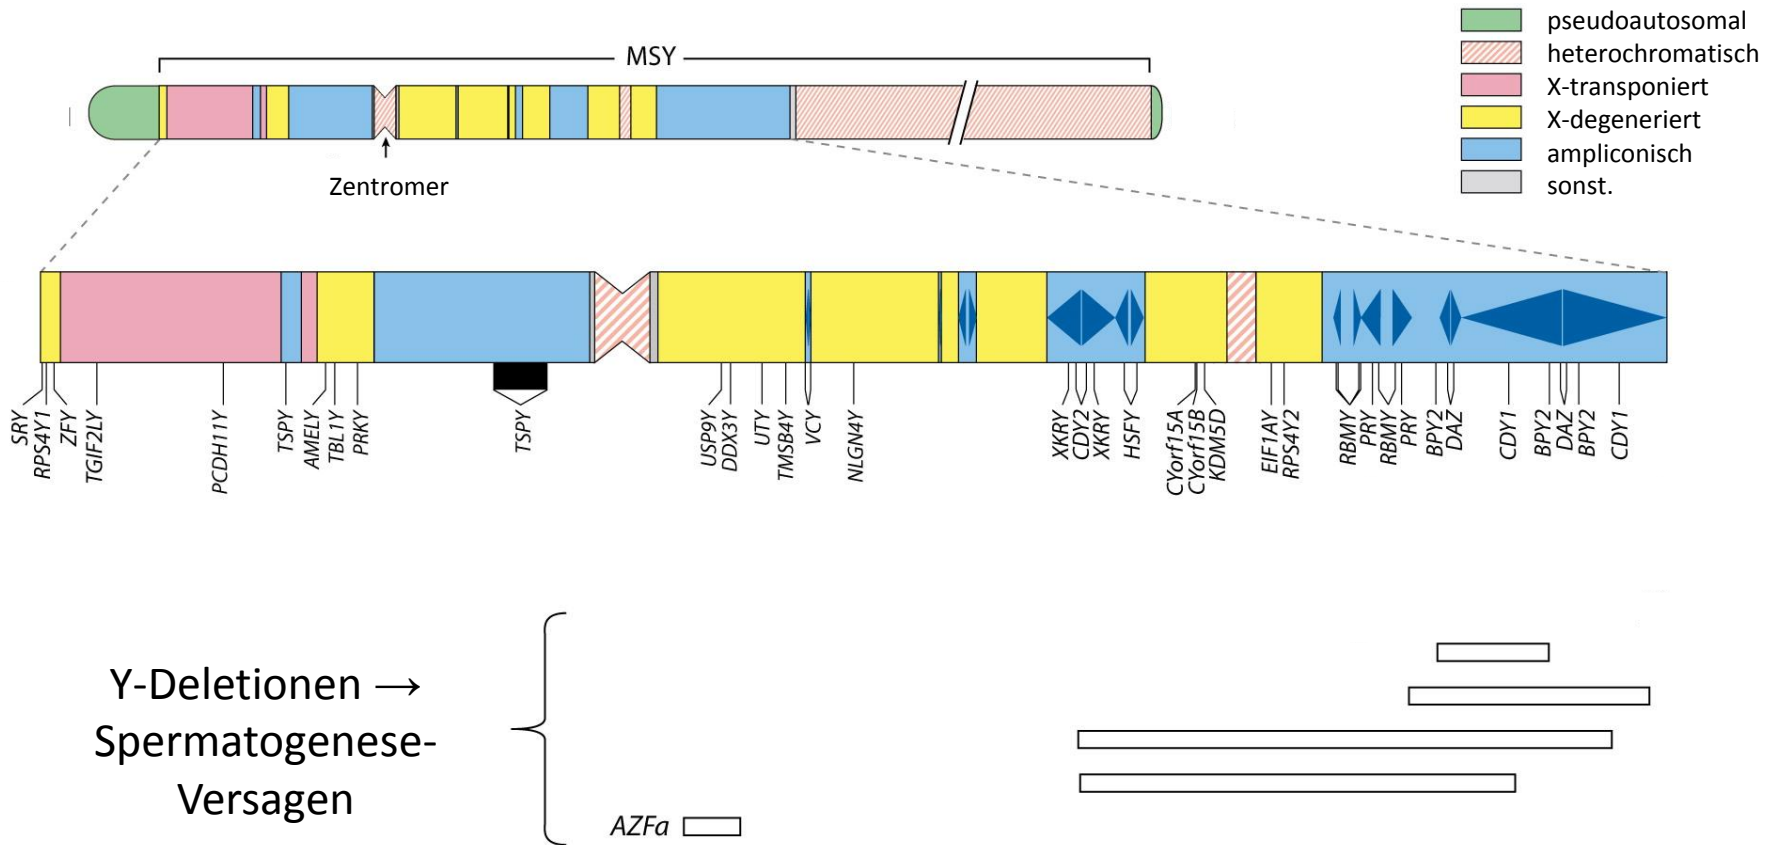 MSY
pseudoautosomal
heterochromatisch
X-transponiert
X-degeneriert
ampliconisch
sonst.
Zentromer
SRY
RPS4Y1
ZFY
TGIF2LY
PCDH11Y
TSPY
AMELY
TBL1Y
PRKY
TSPY
USP9Y
DDX3Y
UTY
TMSB4Y
VCY
NLGN4Y
XKRY
CDY2
XKRY
HSFY
CYorf15A
CYorf15B
KDM5D
EIF1AY
RPS4Y2
RBMY
PRY
RBMY
PRY
BPY2
DAZ
CDY1
BPY2
DAZ
BPY2
CDY1
Y-Deletionen →
Spermatogenese-
Versagen
AZFa